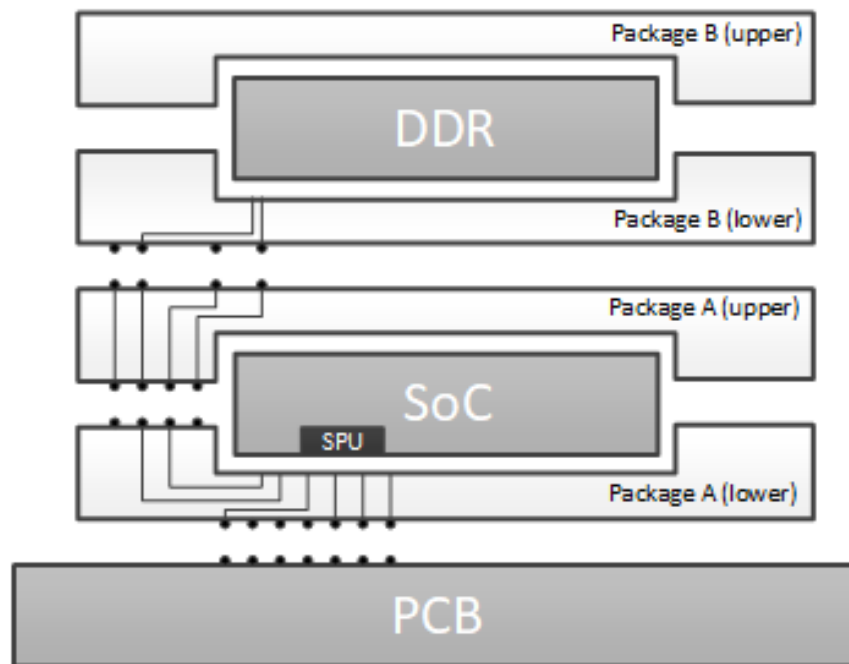 Package B (upper)
DDR
Package B (lower)
Package A (upper)
SoC
SPU
Package A (lower)
PCB